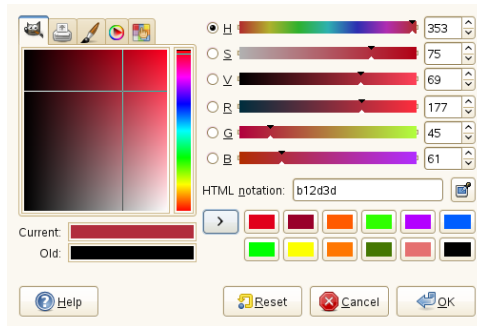 H 353
S 75
V 69
R 177
G 45
B 61
HTML notation: b12d3d
>
Current:
Old:
Help Reset Cancel OK